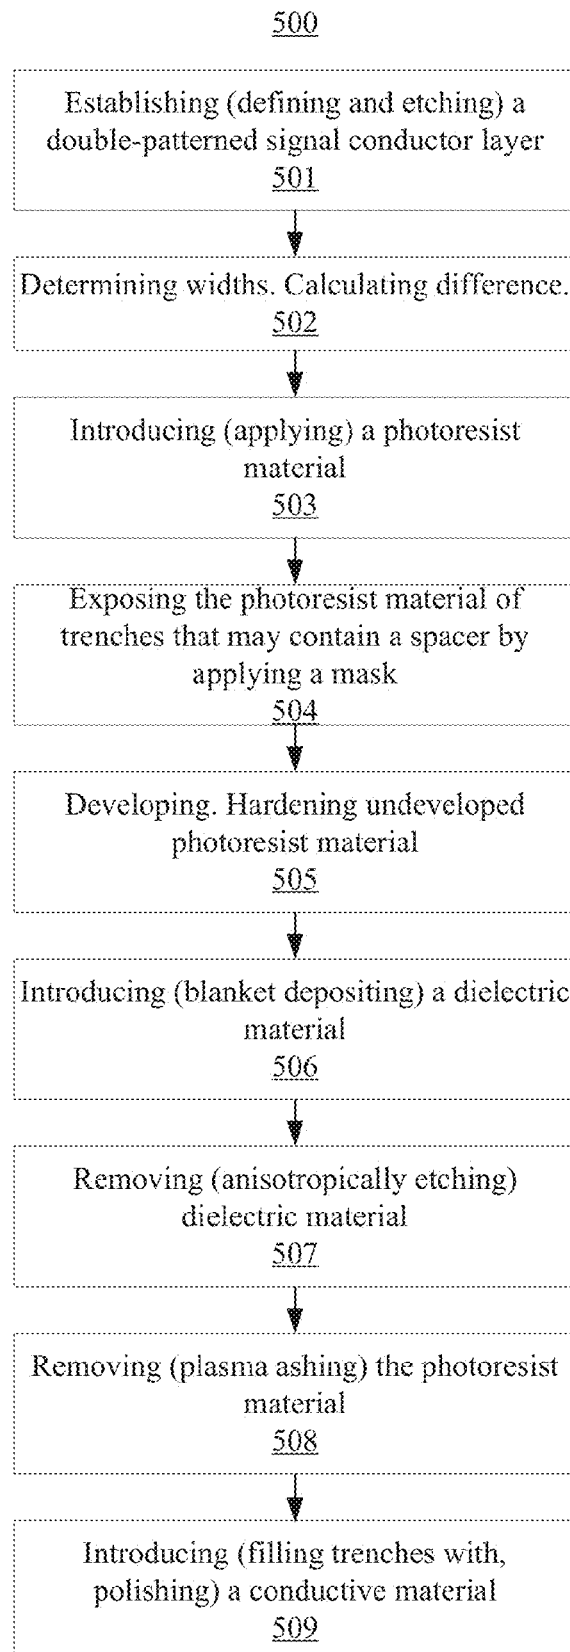 500
Establishing (defining and etching) a
double-patterned signal conductor layer
501
Determining widths. Calculating difference.
502
Introducing (applying) a photoresist
material
503
Exposing the photoresist material of
trenches that may contain a spacer by
applying a mask
504
Developing. Hardening undeveloped
photoresist material
505
Introducing (blanket depositing) a dielectric
material
506
Removing (anisotropically etching)
dielectric material
507
Removing (plasma ashing) the photoresist
material
508
Introducing (filling trenches with,
polishing) a conductive material
509